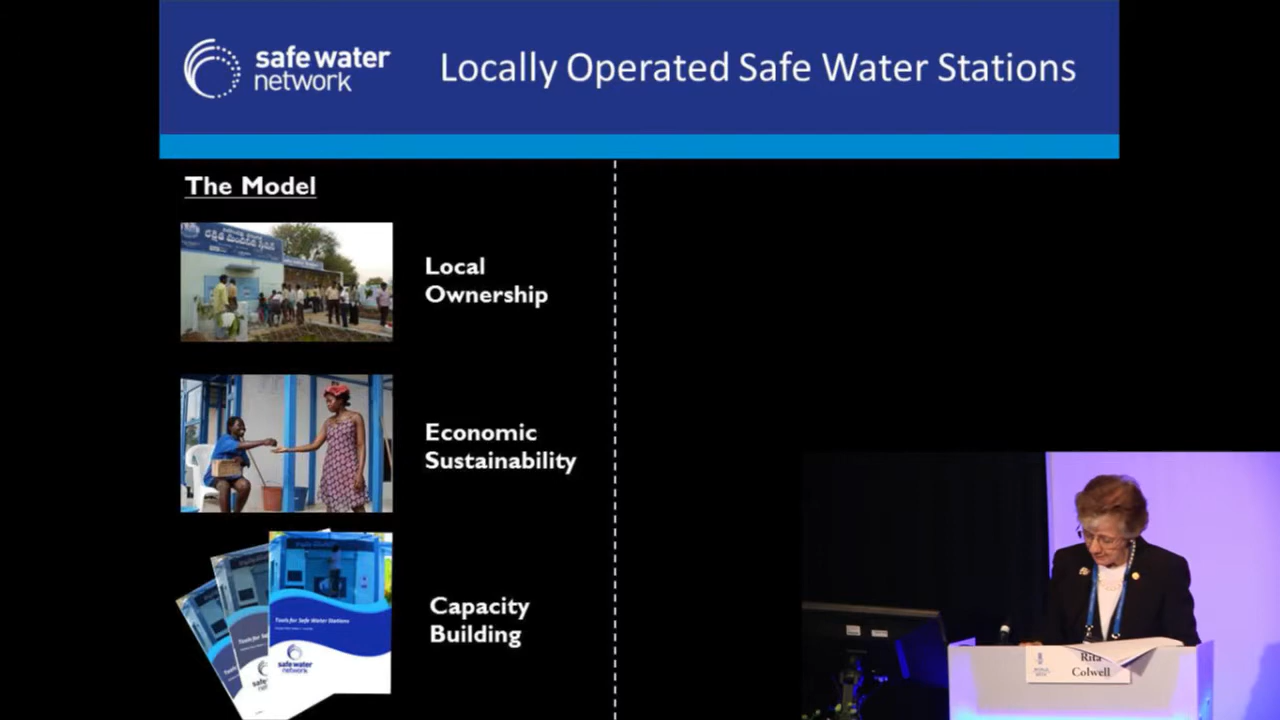 safe water
network
Locally Operated Safe Water Stations
The Model
Local
Ownership
Economic
Sustainability
Capacity
Building
Tools for Safe Water Stations
safe water
network
Rita
Colwell